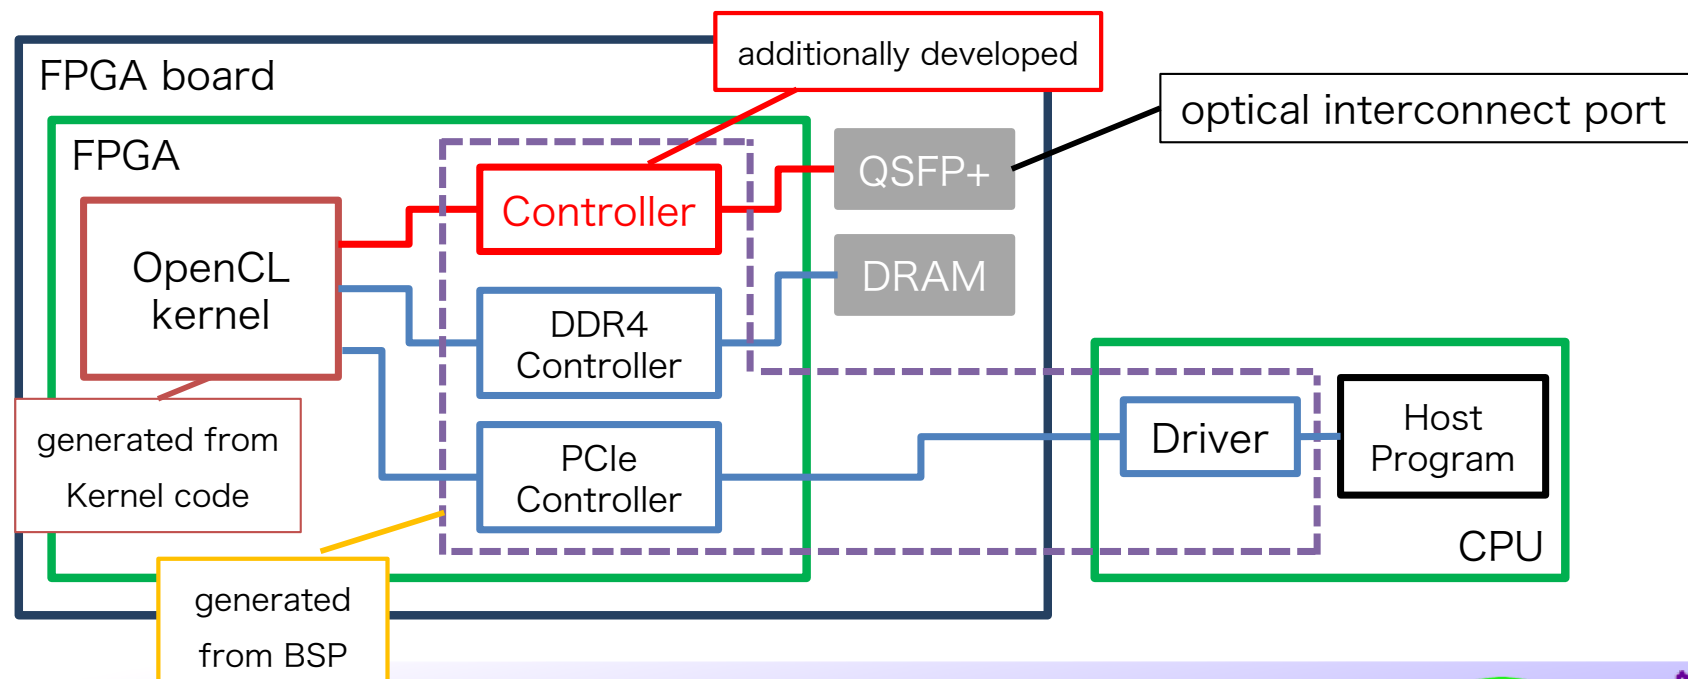 additionally developed
FPGA board
optical interconnect port
FPGA
QSFP+
Controller
OpenCL
kernel
DRAM
DDR4
Controller
generated from
Kernel code
PCIe
Controller
Driver
Host
Program
CPU
generated
from BSP